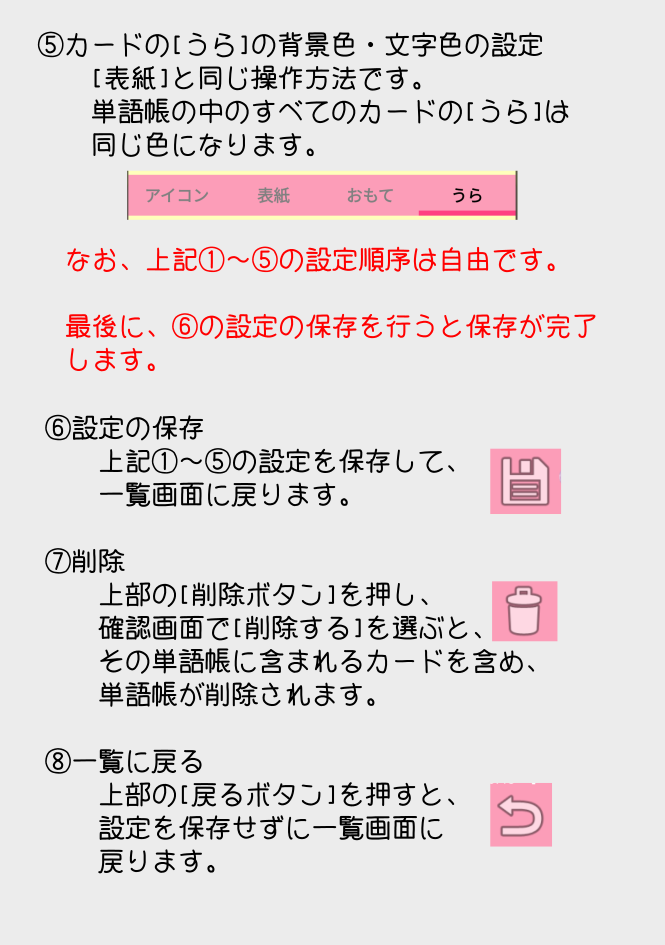 ⑤カードの[うら]の背景色・文字色の設定
[表紙]と同じ操作方法です。
単語帳の中のすべてのカードの[うら]は
同じ色になります。
アイコン 表紙 おもて うら
なお、上記①～⑤の設定順序は自由です。
最後に、⑥の設定の保存を行うと保存が完了
します。
⑥設定の保存
上記①～⑤の設定を保存して、
一覧画面に戻ります。
⑦削除
上部の[削除ボタン]を押し、
確認画面で[削除する]を選ぶと、
その単語帳に含まれるカードを含め、
単語帳が削除されます。
⑧一覧に戻る
上部の[戻るボタン]を押すと、
設定を保存せずに一覧画面に
戻ります。